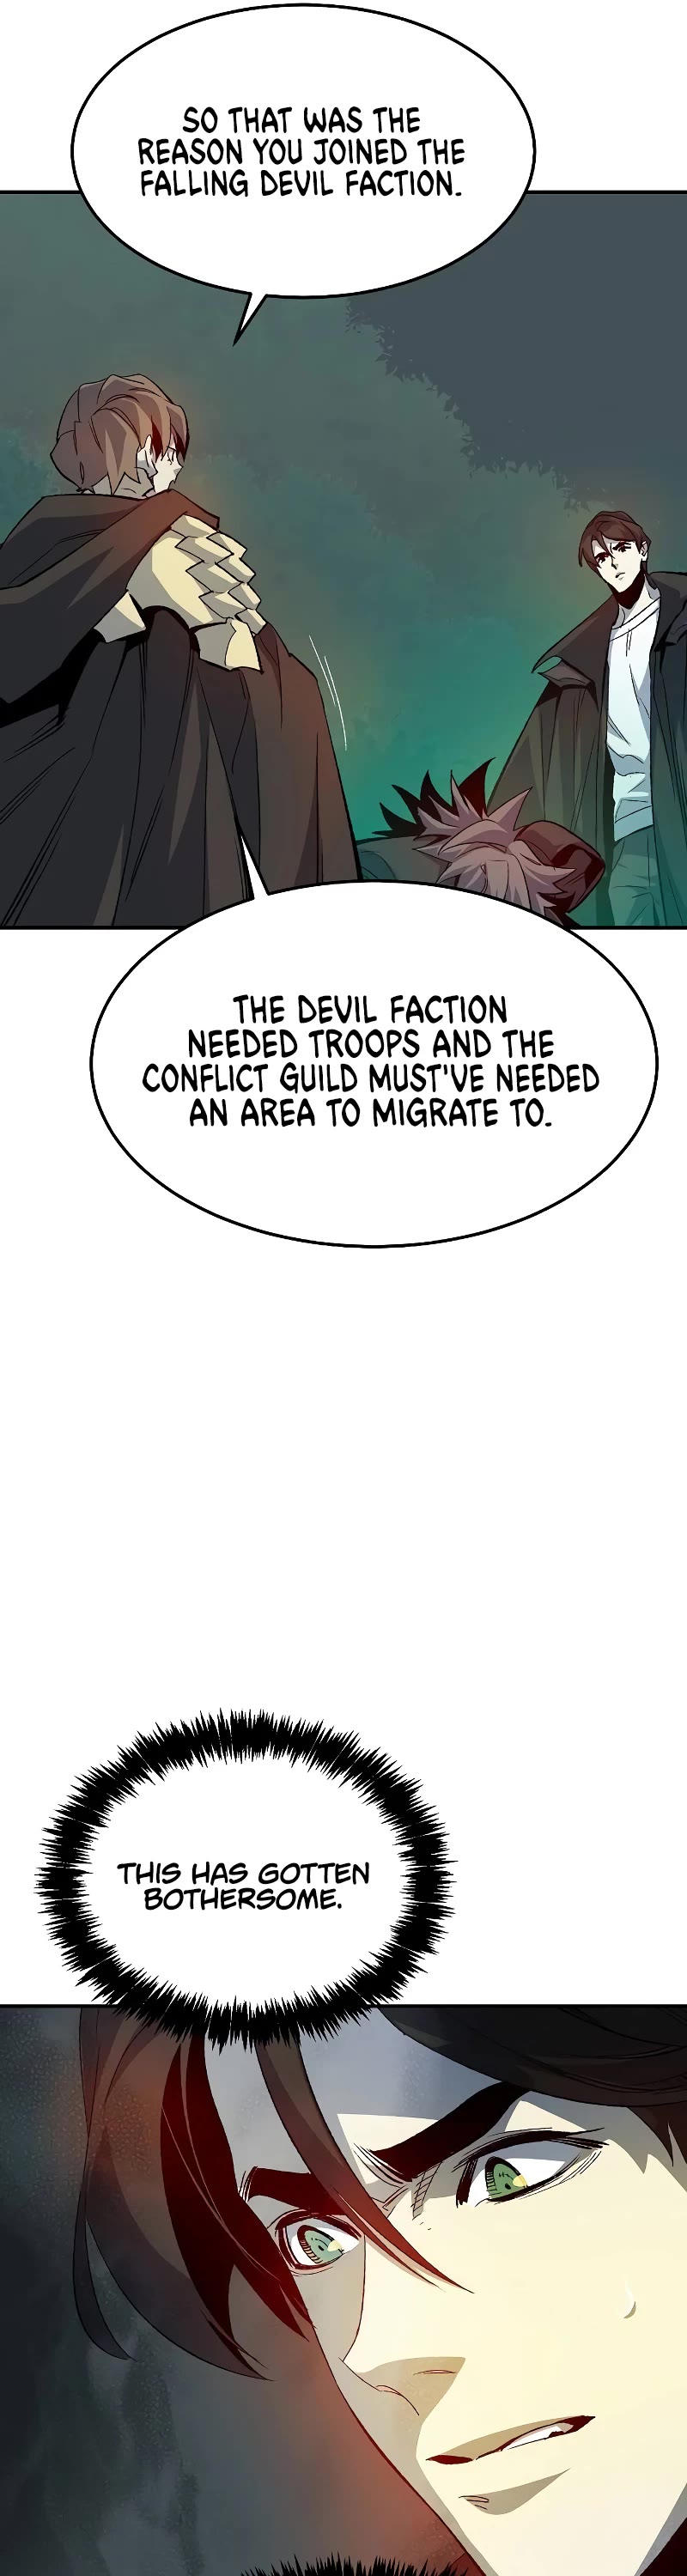 SO THAT WAS THE
REASON YOU JOINED THE
FALLING DEVIL FACTION.
THE DEVIL FACTION
NEEDED TROOPS AND THE
CONFLICT GUILD MUST'VE NEEDED
AN AREA TO MIGRATE TO.
THIS HAS GOTTEN
BOTHERSOME.